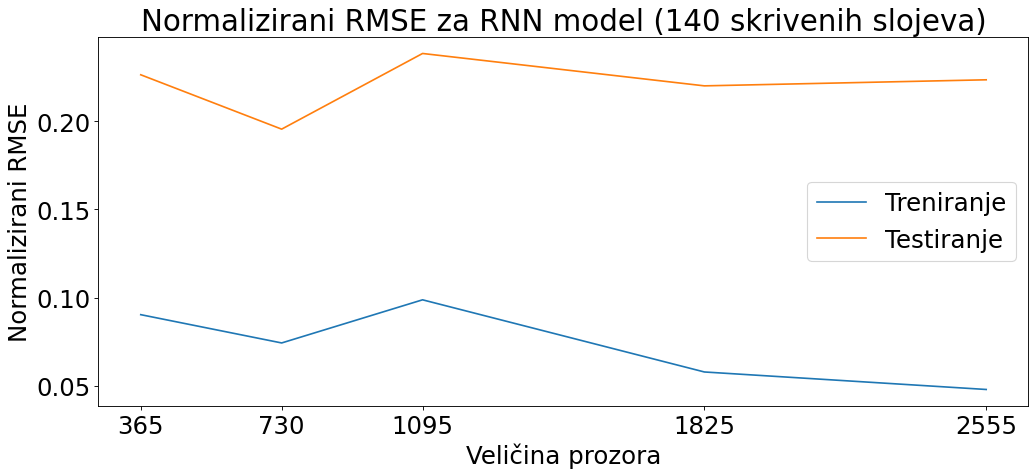 Normalizirani RMSE za RNN model (140 skrivenih slojeva)
Normalizirani RMSE
0.20
0.15
0.10
0.05
Treniranje
Testiranje
365 730 1095 1825 2555
Veličina prozora